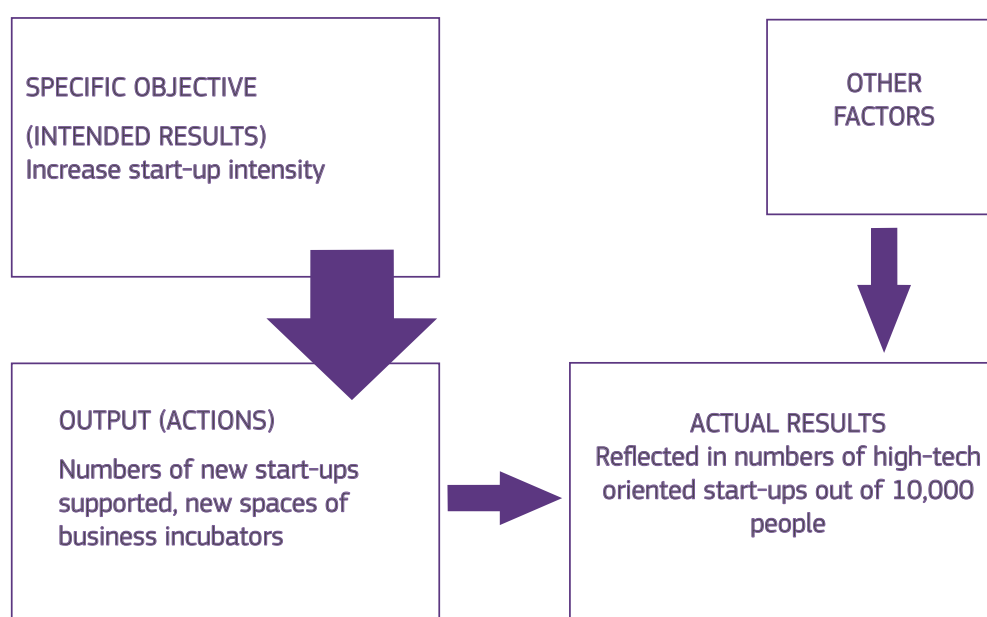 SPECIFIC OBJECTIVE
(INTENDED RESULTS)
Increase start-up intensity
OTHER
FACTORS
OUTPUT (ACTIONS)
Numbers of new start-ups
supported, new spaces of
business incubators
ACTUAL RESULTS
Reflected in numbers of high-tech
oriented start-ups out of 10,000
people